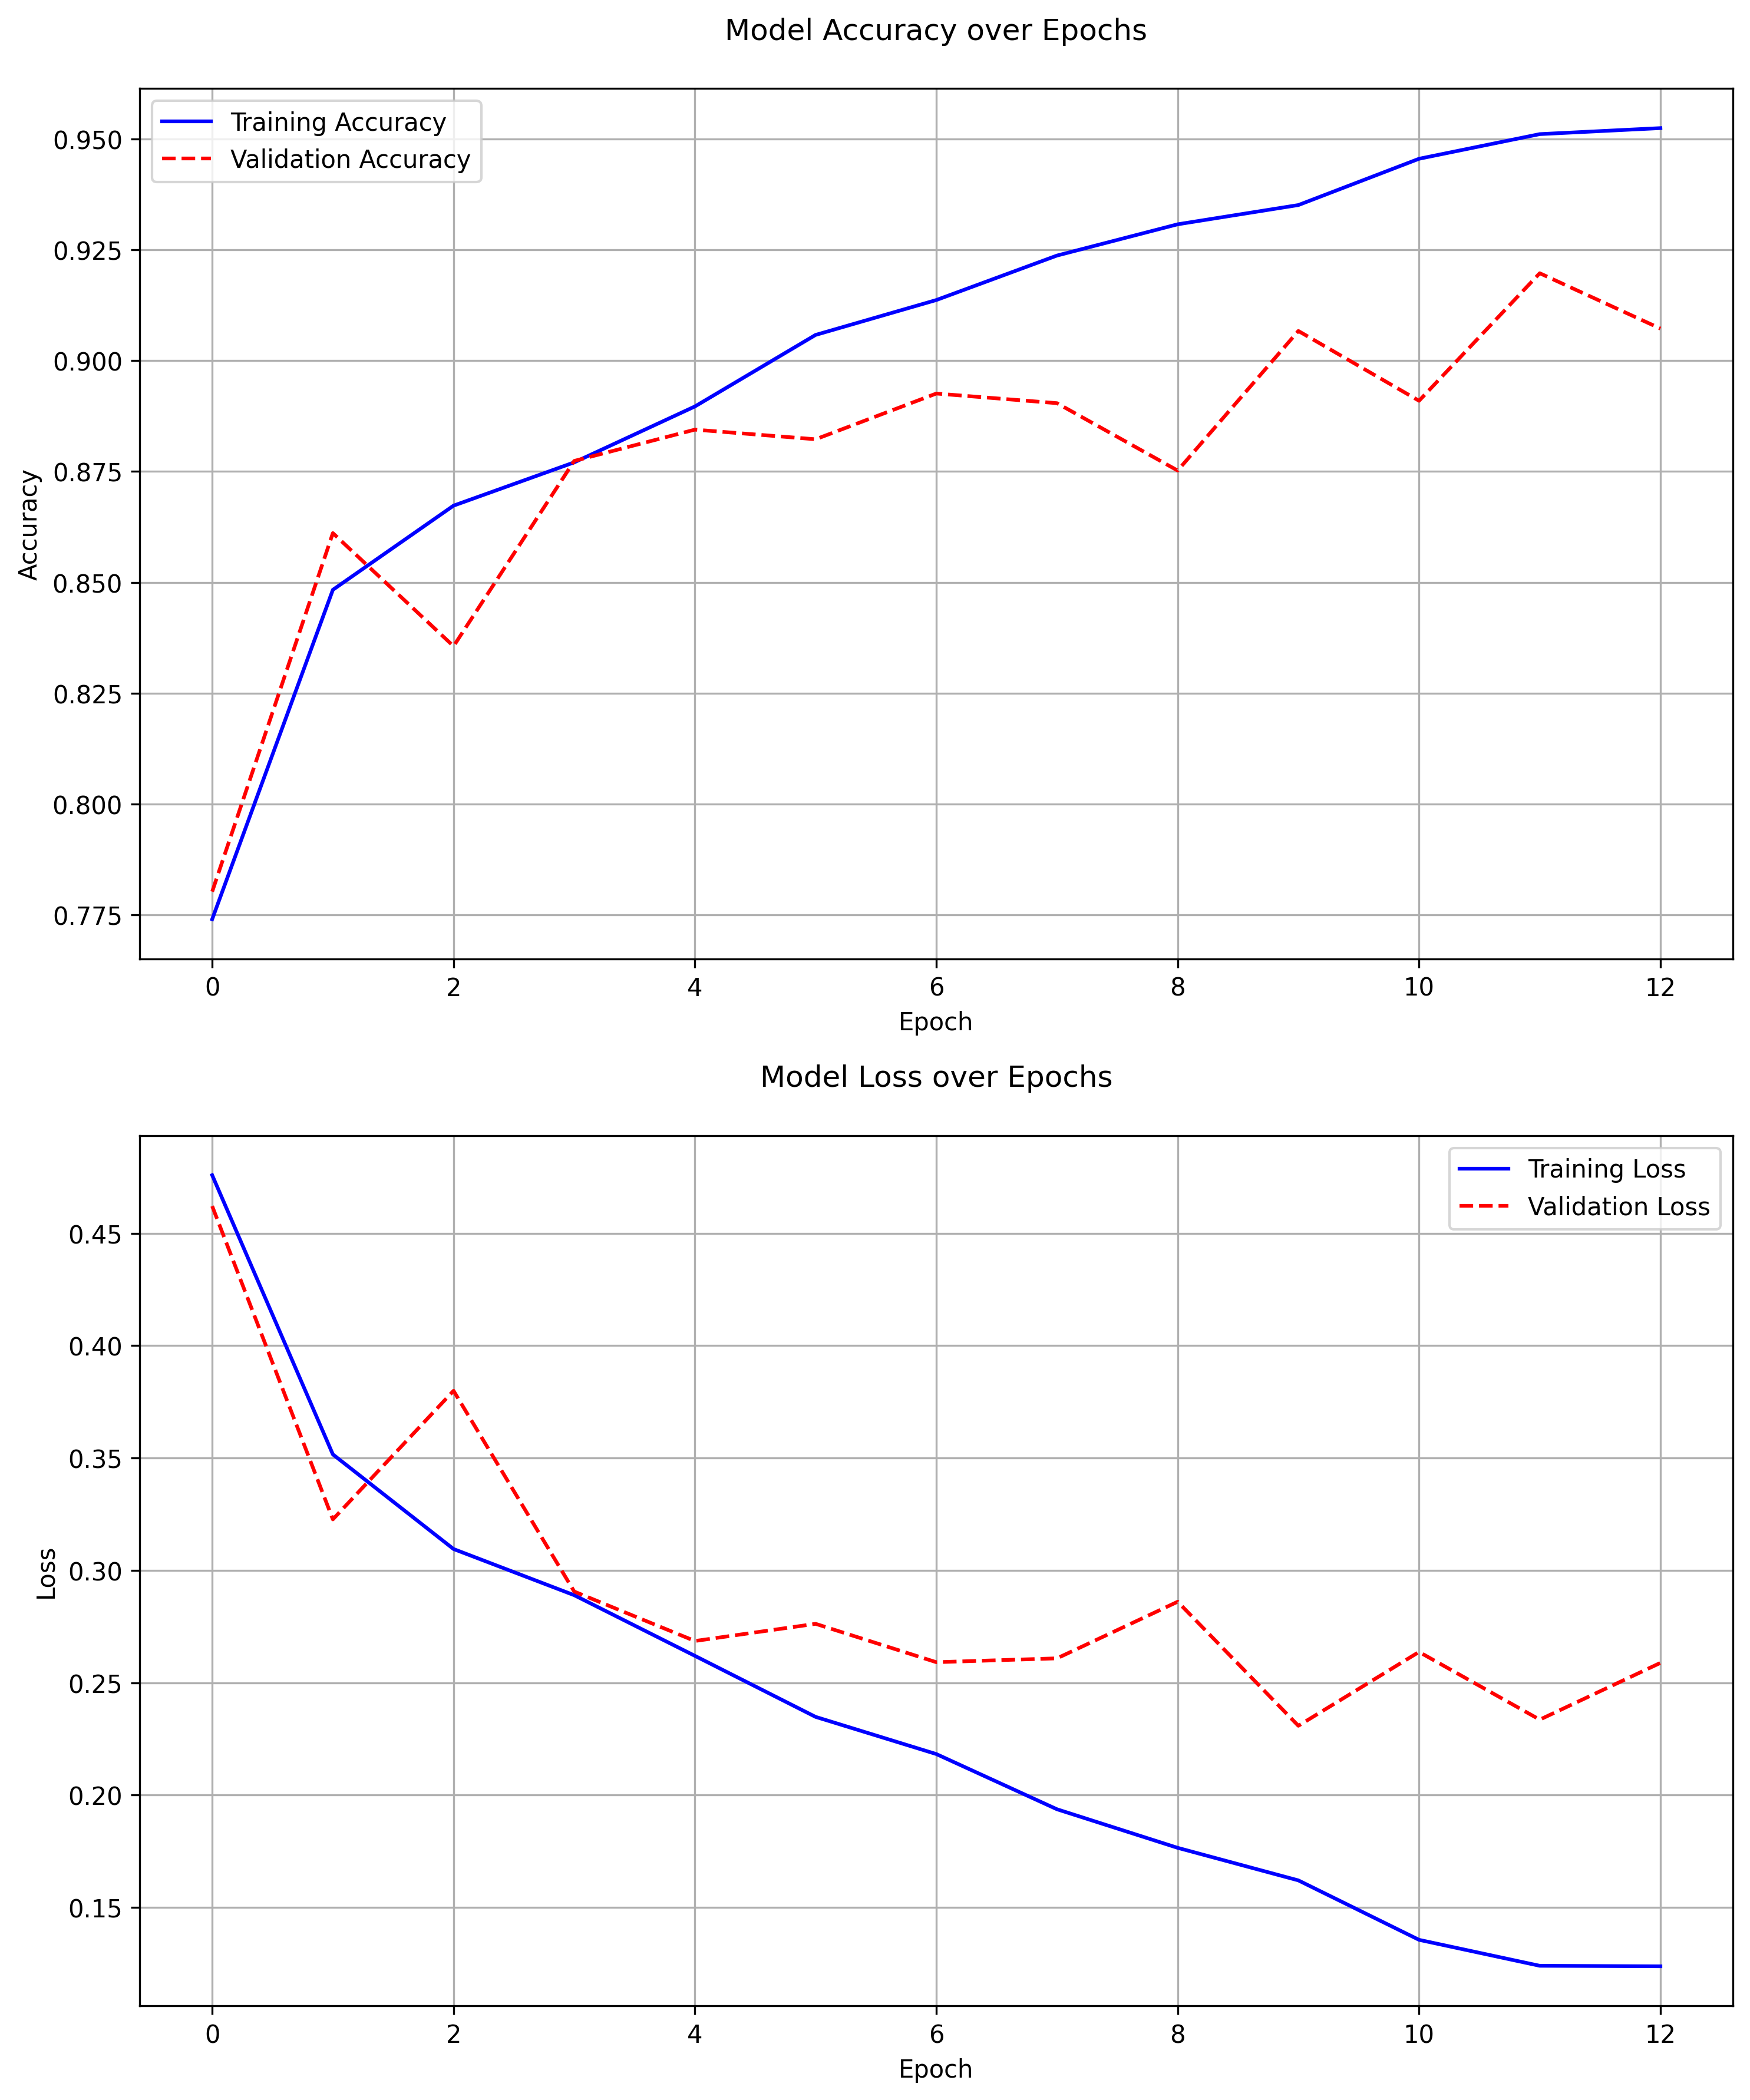 Model Accuracy over Epochs
Training Accuracy
Validation Accuracy
0.950
0.925
0.900
0.875
0.850
0.825
0.800
0.775
Accuracy
0 2 4 6 8 10 12
Epoch
Model Loss over Epochs
Training Loss
Validation Loss
0.45
0.40
0.35
0.30
0.25
0.20
0.15
Loss
0 2 4 6 8 10 12
Epoch